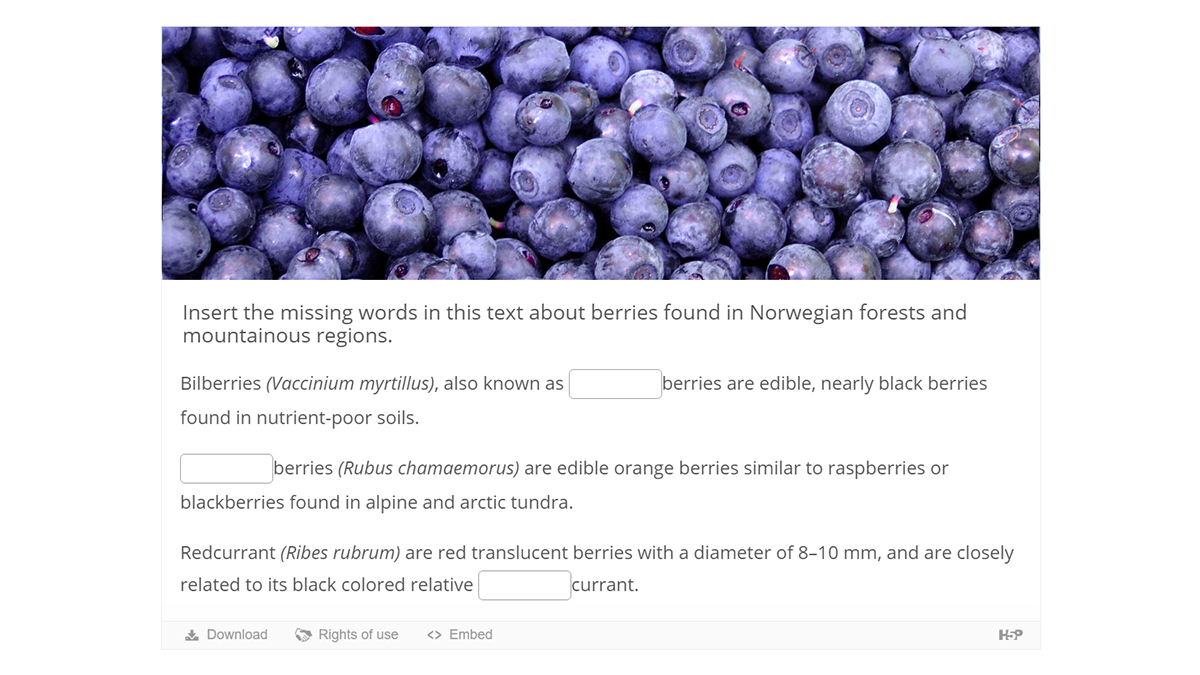 Insert the missing words in this text about berries found in Norwegian forests and
mountainous regions.
Bilberries (Vaccinium myrtillus), also known as berries are edible, nearly black berries
found in nutrient-poor soils.
berries (Rubus chamaemorus) are edible orange berries similar to raspberries or
blackberries found in alpine and arctic tundra.
Redcurrant (Ribes rubrum) are red translucent berries with a diameter of 8–10 mm, and are closely
related to its black colored relative currant.
Download Rights of use <> Embed H5P